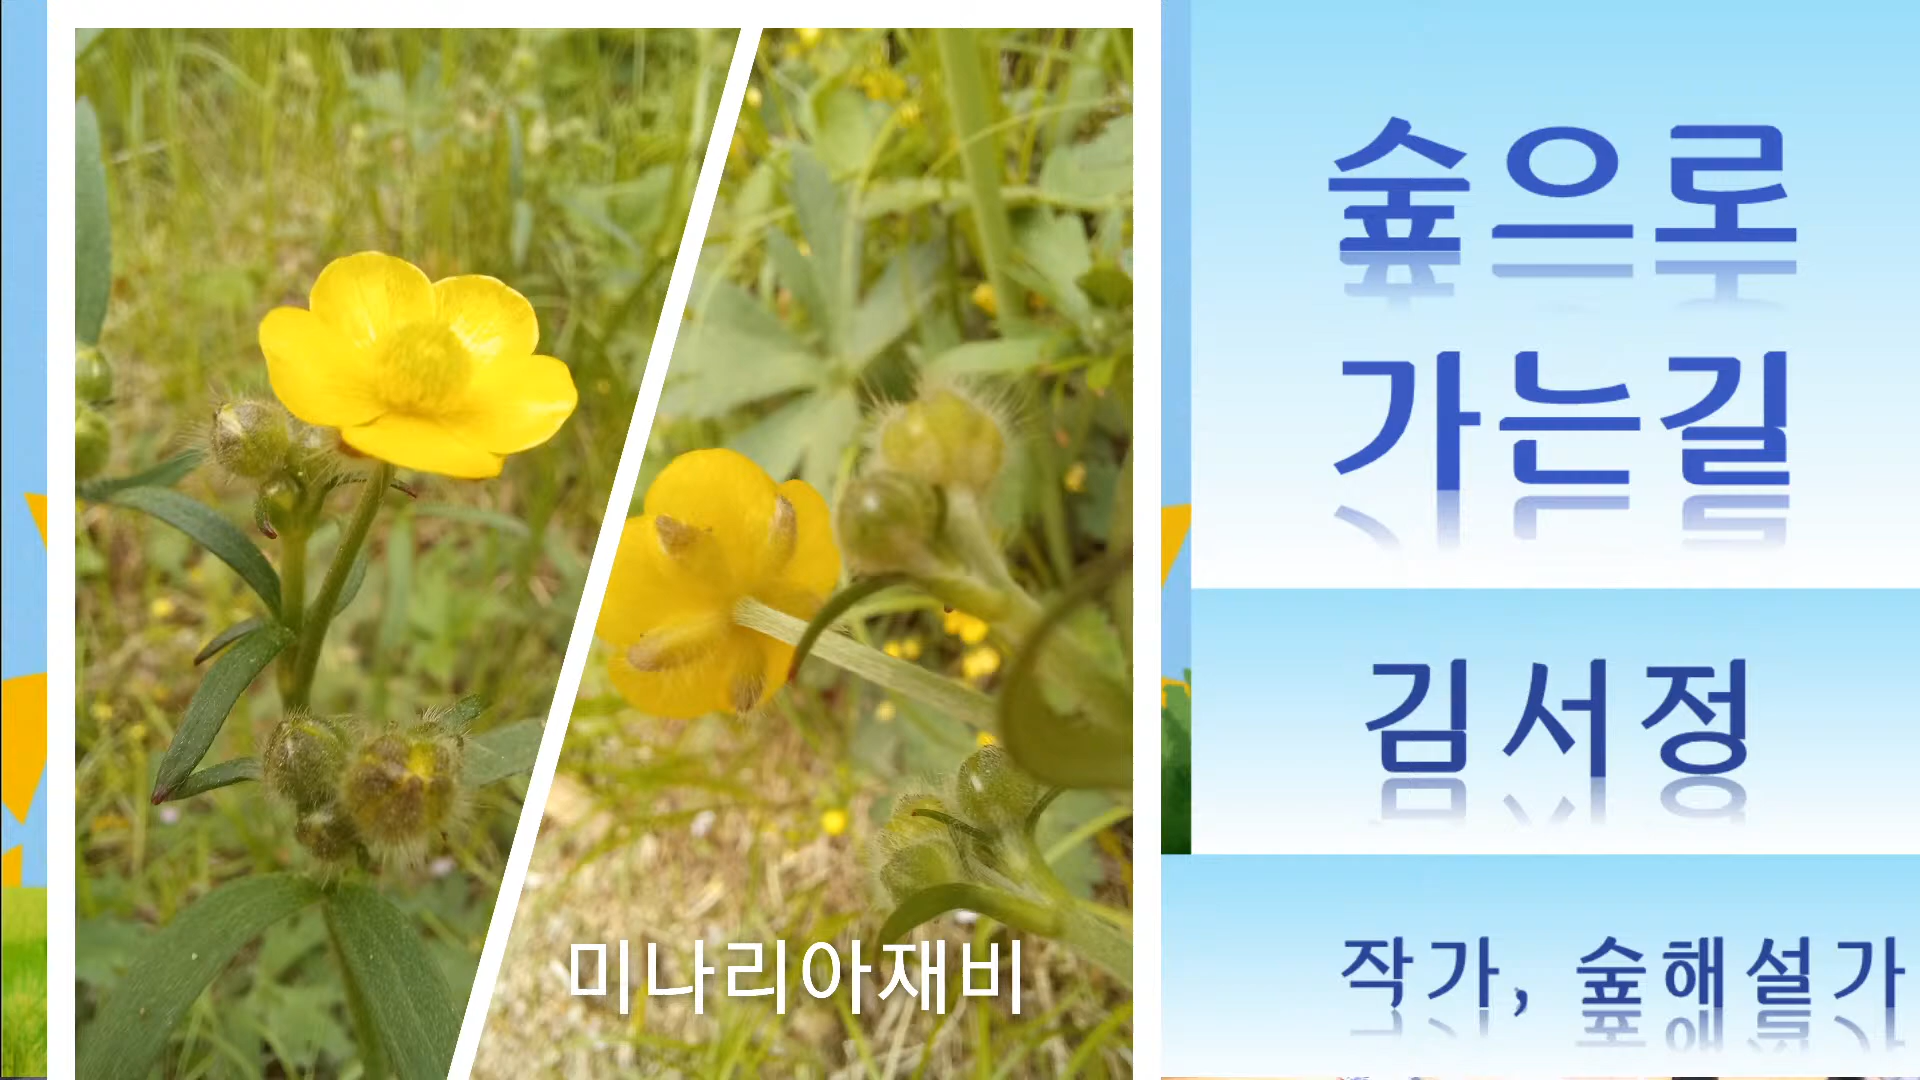 미나리아재비
숲으로
가는길
김서정
작가, 숲해설가